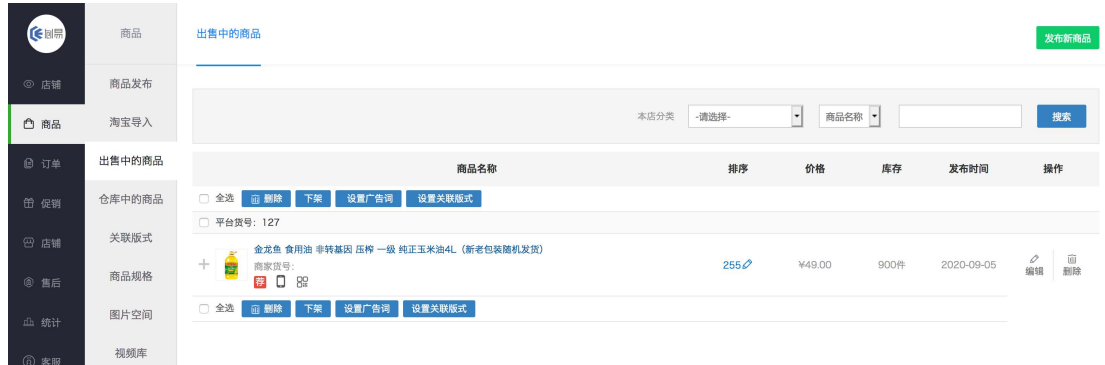 创易
商品
出售中的商品
发布新商品
店铺
商品发布
商品
淘宝导入
本店分类
-请选择-
商品名称
搜索
订单
出售中的商品
商品名称
排序
价格
库存
发布时间
操作
促销
仓库中的商品
全选
删除
下架
设置广告词
设置关联版式
平台货号：127
店铺
关联版式
金龙鱼 食用油 非转基因 压榨 一级 纯正玉米油4L（新老包装随机发货）
商家货号：
荐
255
¥49.00
900件
2020-09-05
编辑
删除
售后
商品规格
统计
图片空间
全选
删除
下架
设置广告词
设置关联版式
客服
视频库